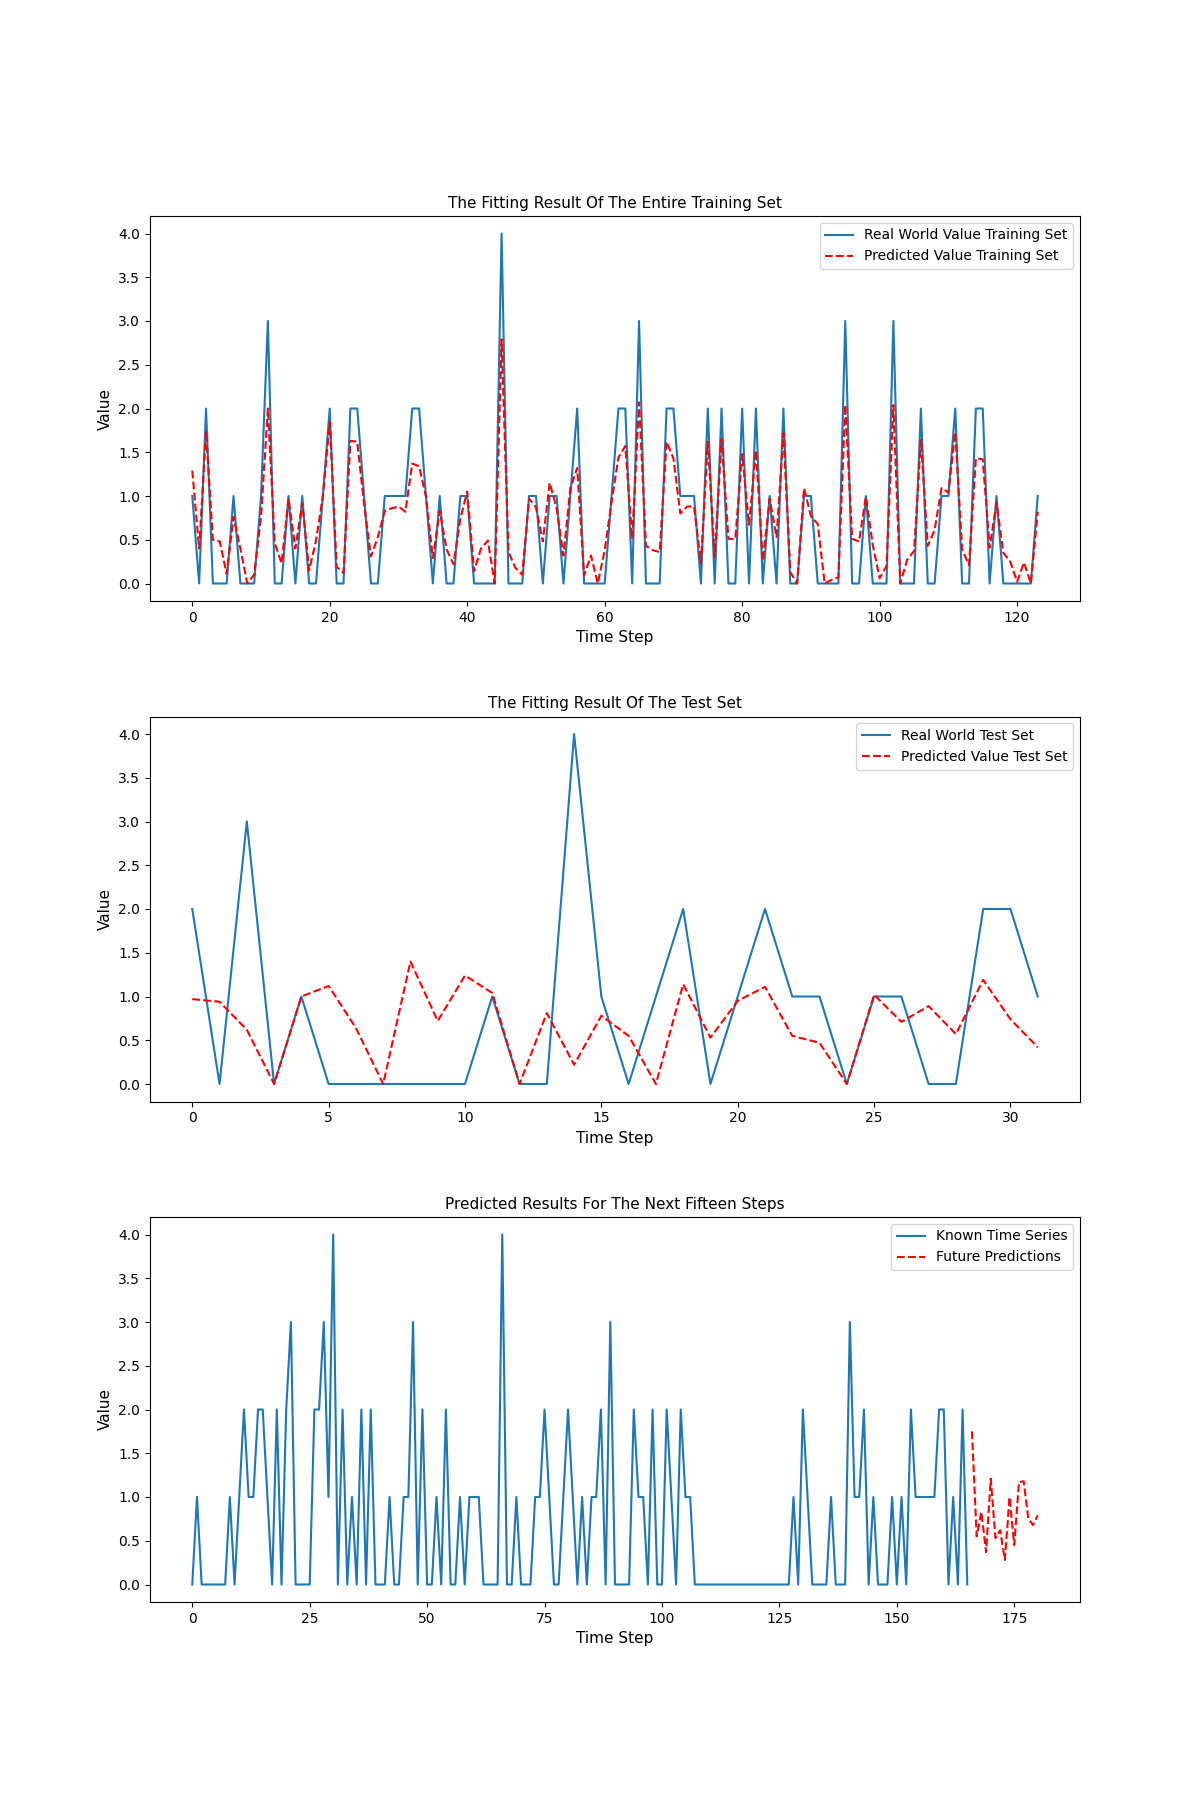 The Fitting Result Of The Entire Training Set
Real World Value Training Set
Predicted Value Training Set
Value
4.0
3.5
3.0
2.5
2.0
1.5
1.0
0.5
0.0
0 20 40 60 80 100 120
Time Step
The Fitting Result Of The Test Set
Real World Test Set
Predicted Value Test Set
Value
4.0
3.5
3.0
2.5
2.0
1.5
1.0
0.5
0.0
0 5 10 15 20 25 30
Time Step
Predicted Results For The Next Fifteen Steps
Known Time Series
Future Predictions
Value
4.0
3.5
3.0
2.5
2.0
1.5
1.0
0.5
0.0
0 25 50 75 100 125 150 175
Time Step